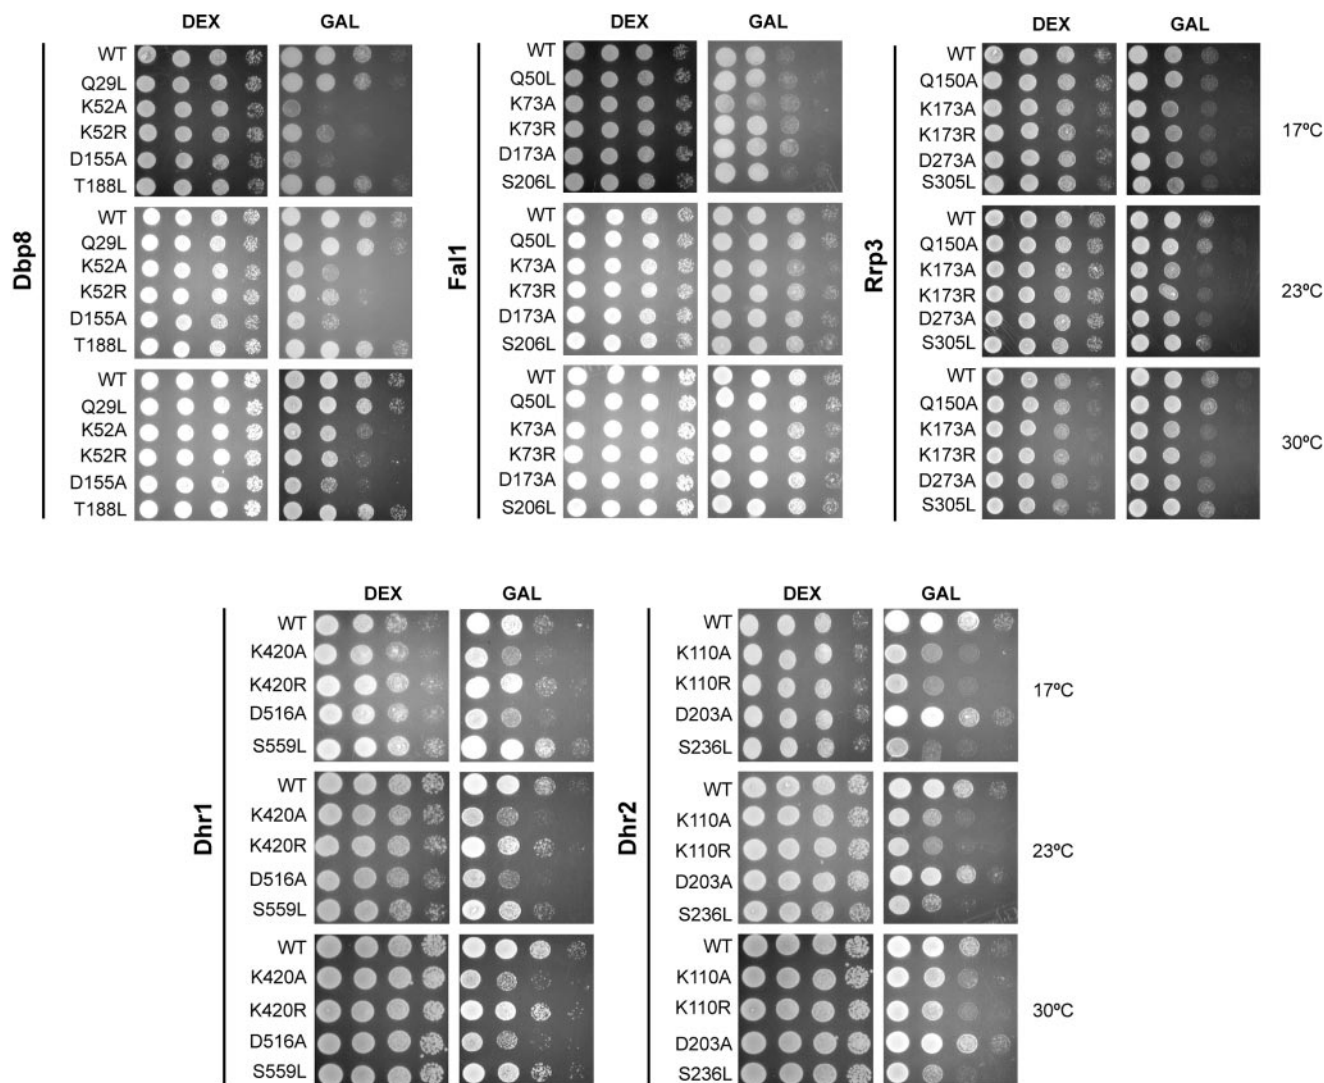 DEX GAL
Dbp8
WT
Q29L
K52A
K52R
D155A
T188L
WT
Q29L
K52A
K52R
D155A
T188L
WT
Q29L
K52A
K52R
D155A
T188L
DEX GAL
Fal1
WT
Q50L
K73A
K73R
D173A
S206L
WT
Q50L
K73A
K73R
D173A
S206L
WT
Q50L
K73A
K73R
D173A
S206L
DEX GAL
Rrp3
WT
Q150A
K173A
K173R
D273A
S305L
17ºC
WT
Q150A
K173A
K173R
D273A
S305L
23ºC
WT
Q150A
K173A
K173R
D273A
S305L
30ºC
DEX GAL
Dhr1
WT
K420A
K420R
D516A
S559L
WT
K420A
K420R
D516A
S559L
WT
K420A
K420R
D516A
S559L
DEX GAL
Dhr2
WT
K110A
K110R
D203A
S236L
17ºC
WT
K110A
K110R
D203A
S236L
23ºC
WT
K110A
K110R
D203A
S236L
30ºC